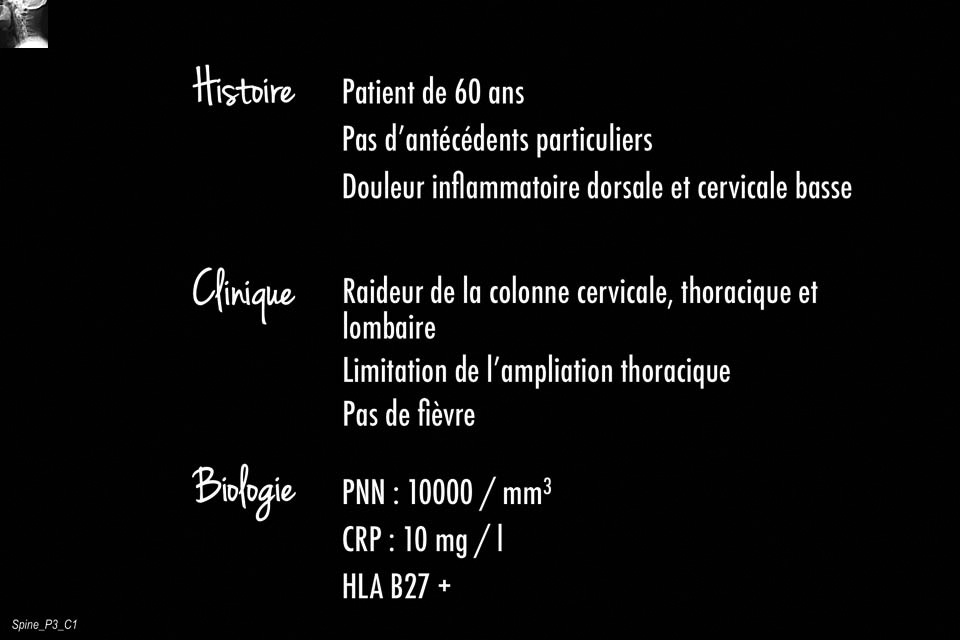 Histoire
Patient de 60 ans
Pas d’antécédents particuliers
Douleur inflammatoire dorsale et cervicale basse
Clinique
Raideur de la colonne cervicale, thoracique et
lombaire
Limitation de l’ampliation thoracique
Pas de fièvre
Biologie
PNN : 10000 / mm³
CRP : 10 mg / l
HLA B27 +
Spine_P3_C1